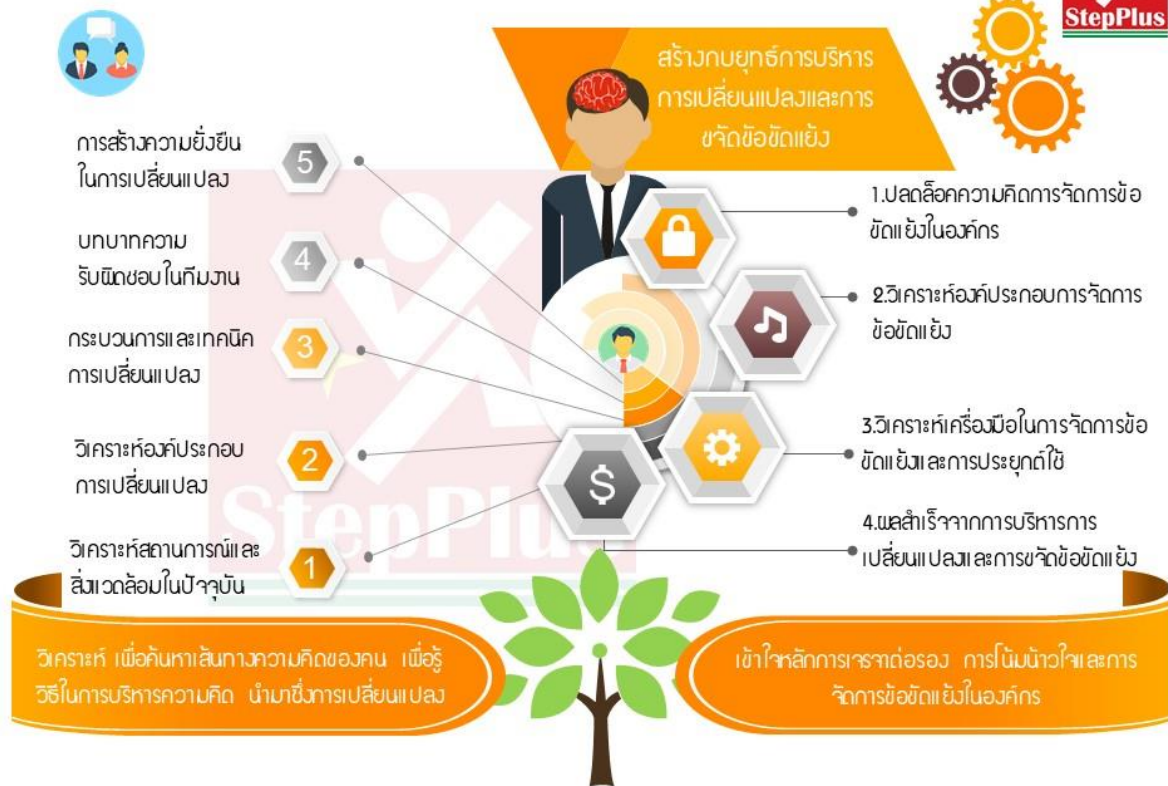 StepPlus
สร้างกบยุทธ์การบริหาร
การเปลี่ยนแปลงและการ
ขจัดข้อขัดแย้ง
5
การสร้างความยั่งยืน
ในการเปลี่ยนแปลง
4
บทบาทความ
รับผิดชอบในทีมงาน
3
กระบวนการและเทคนิค
การเปลี่ยนแปลง
2
วิเคราะห์องค์ประกอบ
การเปลี่ยนแปลง
1
วิเคราะห์สถานการณ์และ
สิ่งแวดล้อมในปัจจุบัน
1.ปลดล็อคความคิดการจัดการข้อ
ขัดแย้งในองค์กร
2.วิเคราะห์องค์ประกอบการจัดการ
ข้อขัดแย้ง
3.วิเคราะห์เครื่องมือในการจัดการข้อ
ขัดแย้งและการประยุกต์ใช้
4.ผลสำเร็จจากการบริหารการ
เปลี่ยนแปลงและการขจัดข้อขัดแย้ง
$
StepPlus
วิเคราะห์ เพื่อค้นหาเส้นทางความคิดของคน เพื่อรู้
วิธีในการบริหารความคิด นำมาซึ่งการเปลี่ยนแปลง
เข้าใจหลักการเจรจาต่อรอง การโน้มน้าวใจและการ
จัดการข้อขัดแย้งในองค์กร